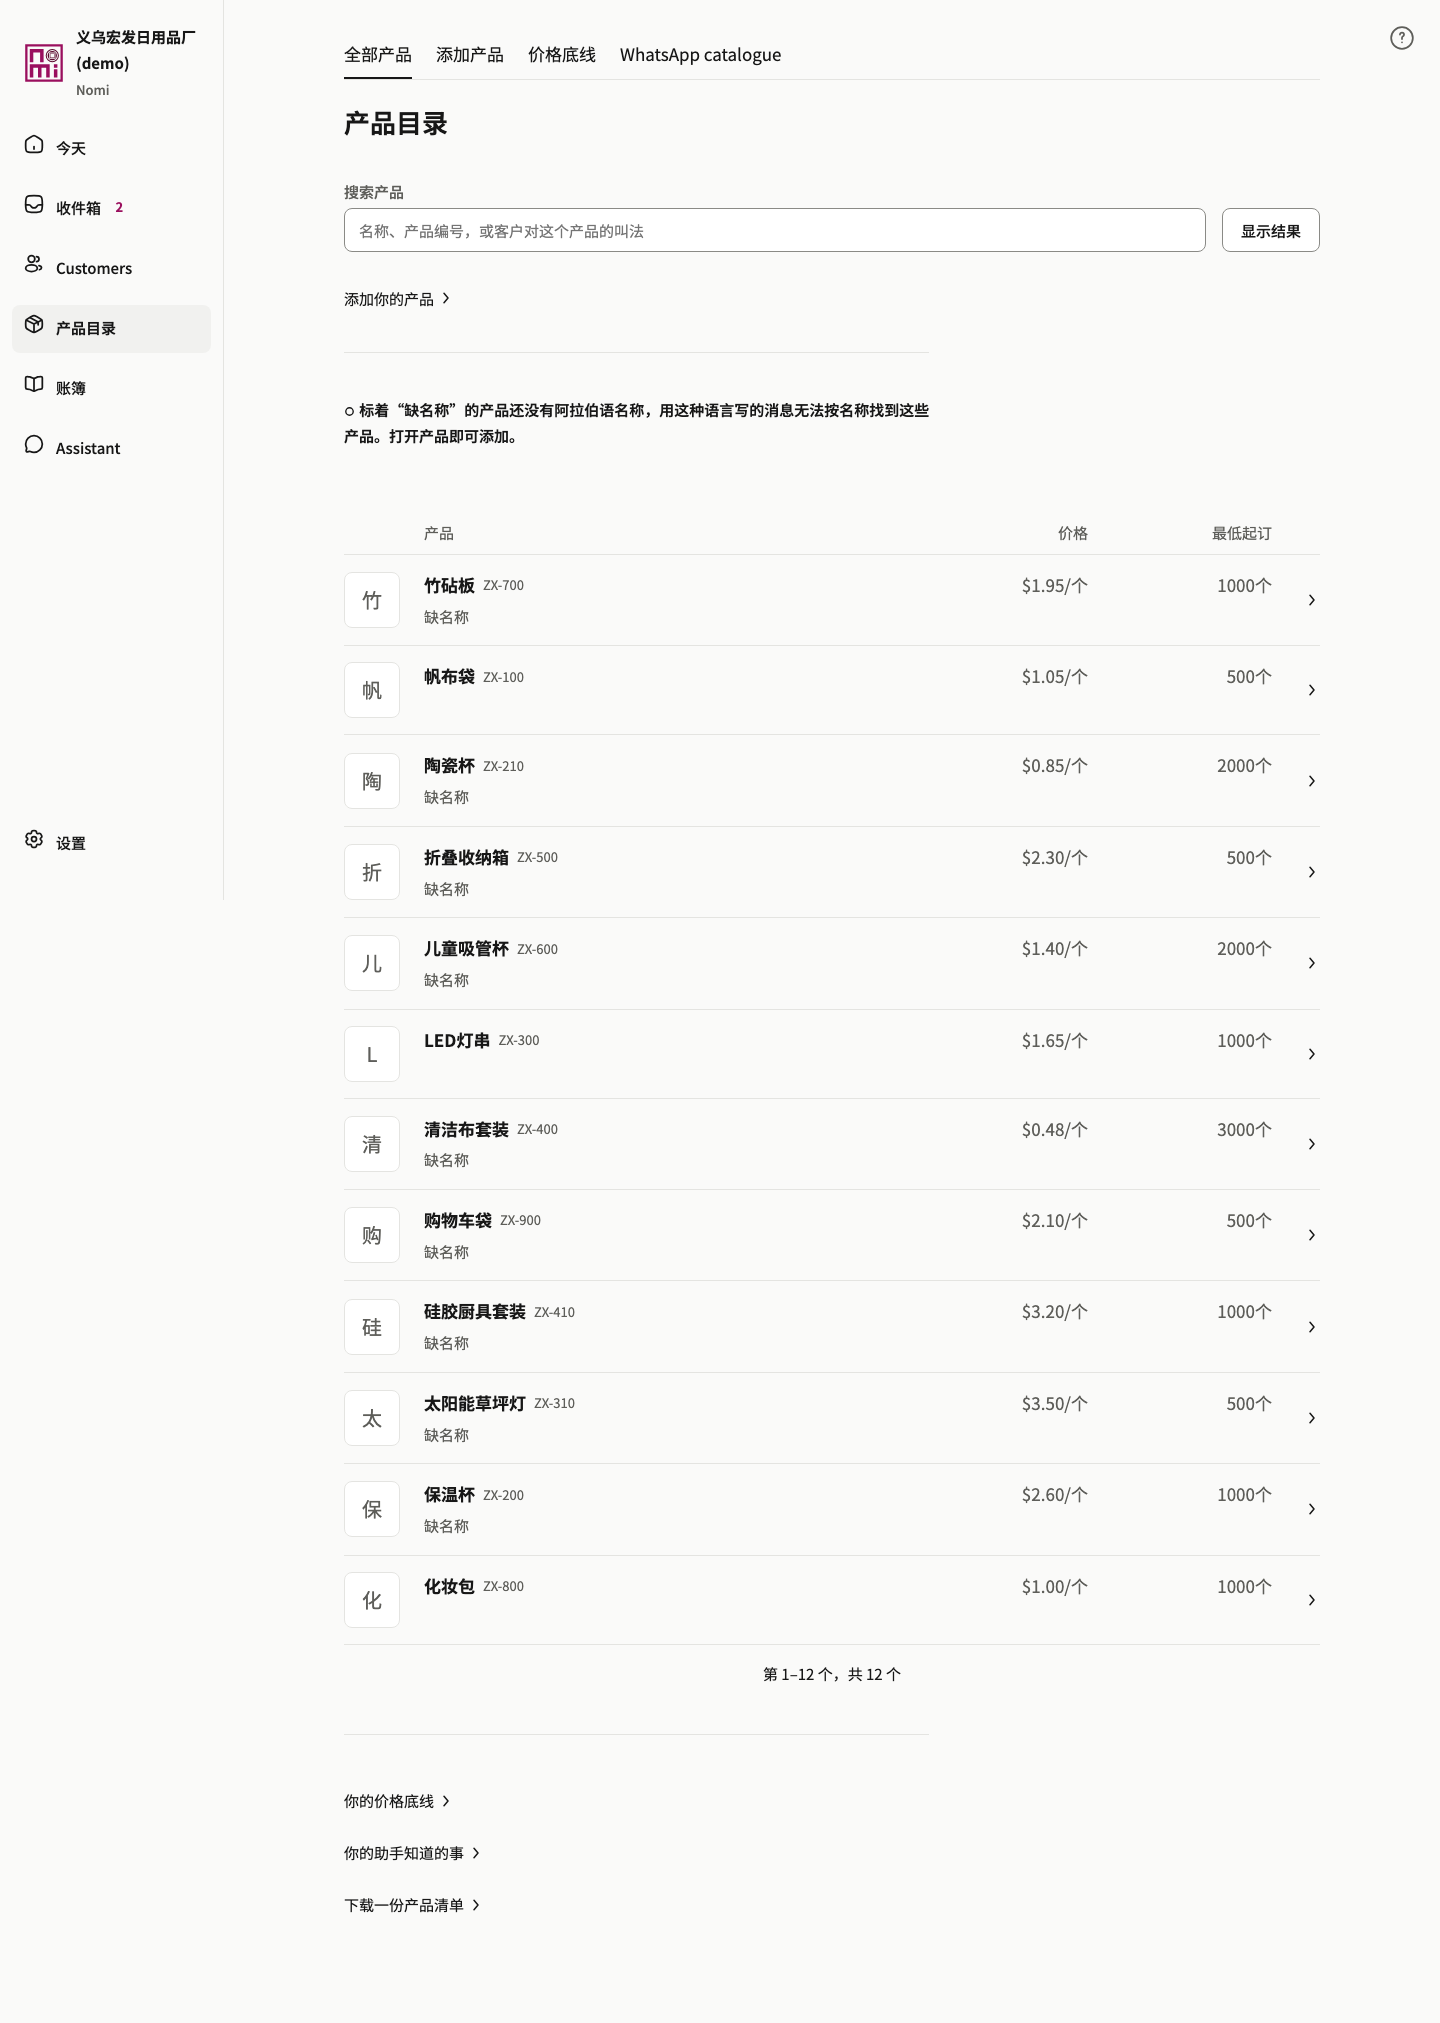 义乌宏发日用品厂
(demo)
Nomi
今天
收件箱 2
Customers
产品目录
账簿
Assistant
设置
全部产品 添加产品 价格底线 WhatsApp catalogue
产品目录
搜索产品
名称、产品编号，或客户对这个产品的叫法
显示结果
添加你的产品
标着“缺名称”的产品还没有阿拉伯语名称，用这种语言写的消息无法按名称找到这些
产品。打开产品即可添加。
产品 价格 最低起订
竹 竹砧板 ZX-700 $1.95/个 1000个
缺名称
帆 帆布袋 ZX-100 $1.05/个 500个
陶 陶瓷杯 ZX-210 $0.85/个 2000个
缺名称
折 折叠收纳箱 ZX-500 $2.30/个 500个
缺名称
儿 儿童吸管杯 ZX-600 $1.40/个 2000个
缺名称
L LED灯串 ZX-300 $1.65/个 1000个
清 清洁布套装 ZX-400 $0.48/个 3000个
缺名称
购 购物车袋 ZX-900 $2.10/个 500个
缺名称
硅 硅胶厨具套装 ZX-410 $3.20/个 1000个
缺名称
太 太阳能草坪灯 ZX-310 $3.50/个 500个
缺名称
保 保温杯 ZX-200 $2.60/个 1000个
缺名称
化 化妆包 ZX-800 $1.00/个 1000个
第 1–12 个，共 12 个
你的价格底线
你的助手知道的事
下载一份产品清单